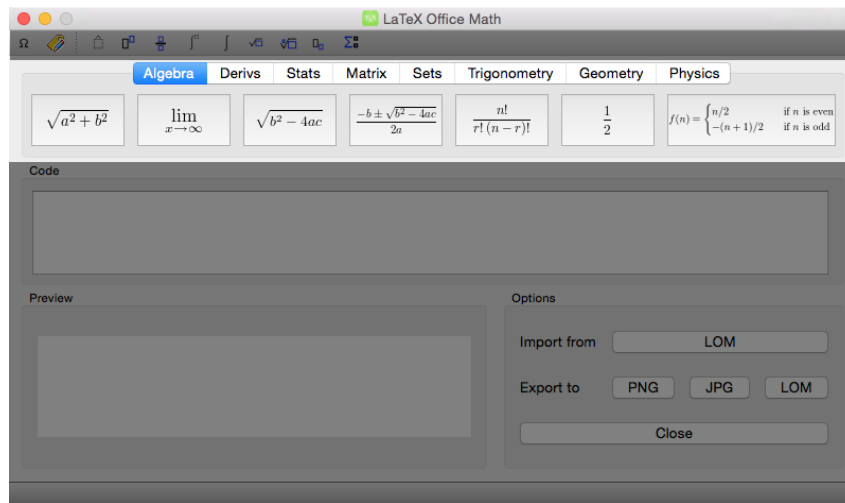 LaTeX Office Math
Ω Σ
Algebra Derivs Stats Matrix Sets Trigonometry Geometry Physics
√(a² + b²) lim x→∞ √(b² − 4ac) (−b ± √(b² − 4ac))/2a n!/(r! (n − r)!) 1/2 f(n) = { n/2 if n is even
−(n + 1)/2 if n is odd
Code
Preview Options
Import from LOM
Export to PNG JPG LOM
Close